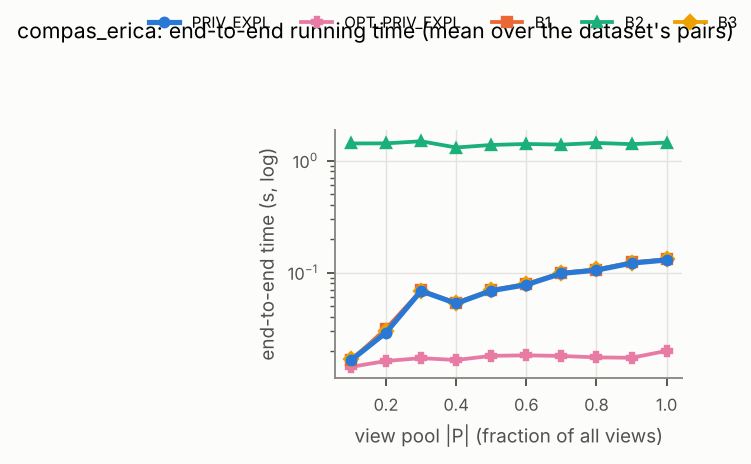 PRIV_EXPL OPT_PRIV_EXPL B1 B2 B3
compas_erica: end-to-end running time (mean over the dataset's pairs)
end-to-end time (s, log)
10⁰
10⁻¹
0.2 0.4 0.6 0.8 1.0
view pool |P| (fraction of all views)